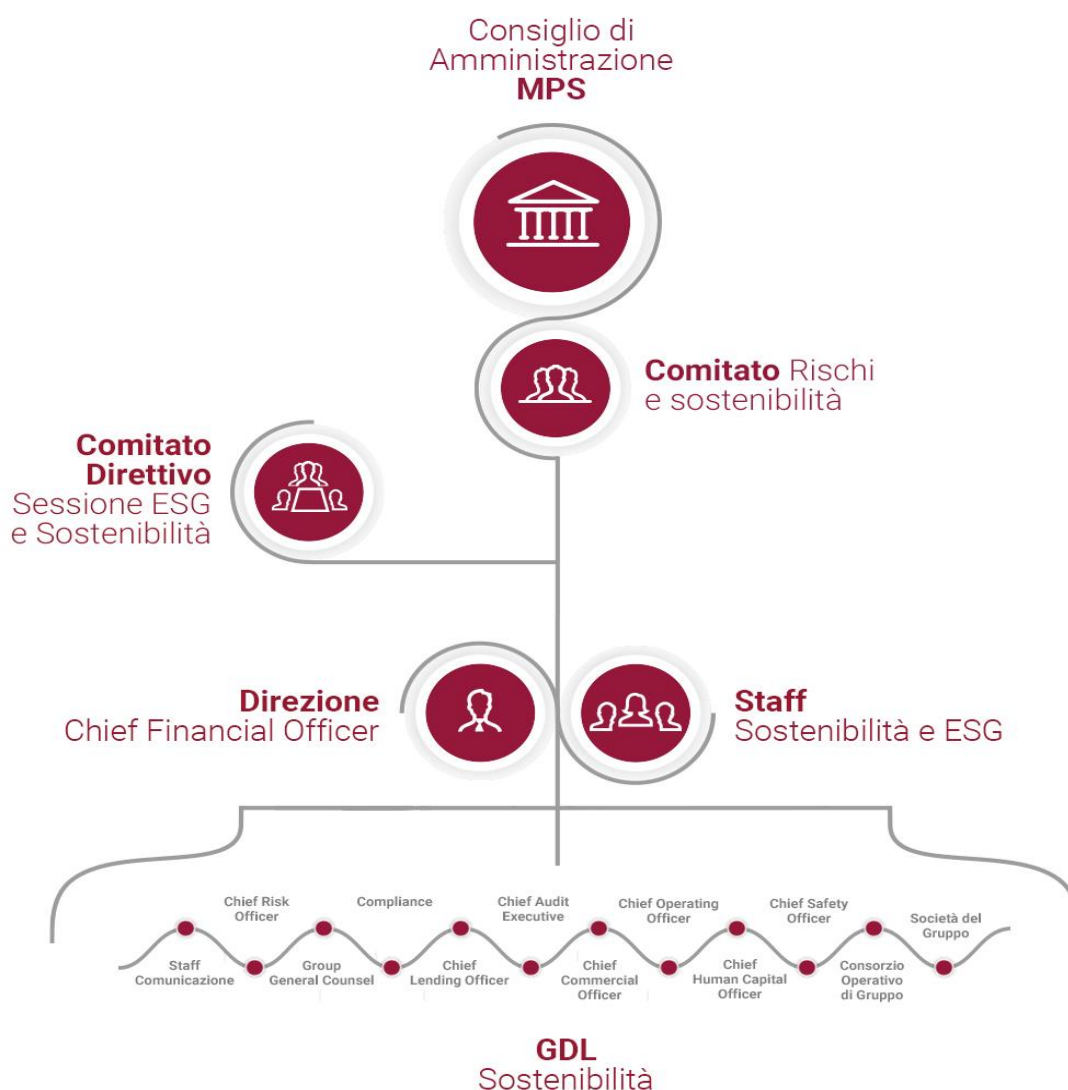 Consiglio di
Amministrazione
MPS
Comitato Rischi
e sostenibilità
Comitato
Direttivo
Sessione ESG
e Sostenibilità
Direzione
Chief Financial Officer
Staff
Sostenibilità e ESG
Chief Risk
Officer
Compliance
Chief Audit
Executive
Chief Operating
Officer
Chief Safety
Officer
Società del
Gruppo
Staff
Comunicazione
Group
General Counsel
Chief
Lending Officer
Chief
Commercial
Officer
Chief
Human Capital
Officer
Consorzio
Operativo
di Gruppo
GDL
Sostenibilità